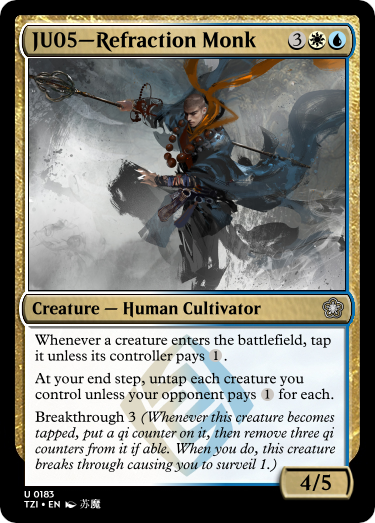 JU05—Refraction Monk 3
Creature — Human Cultivator
Whenever a creature enters the battlefield, tap
it unless its controller pays 1.
At your end step, untap each creature you
control unless your opponent pays 1 for each.
Breakthrough 3 (Whenever this creature becomes
tapped, put a qi counter on it, then remove three qi
counters from it if able. When you do, this creature
breaks through causing you to surveil 1.)
4/5
U 0183
TZI • EN 苏魔